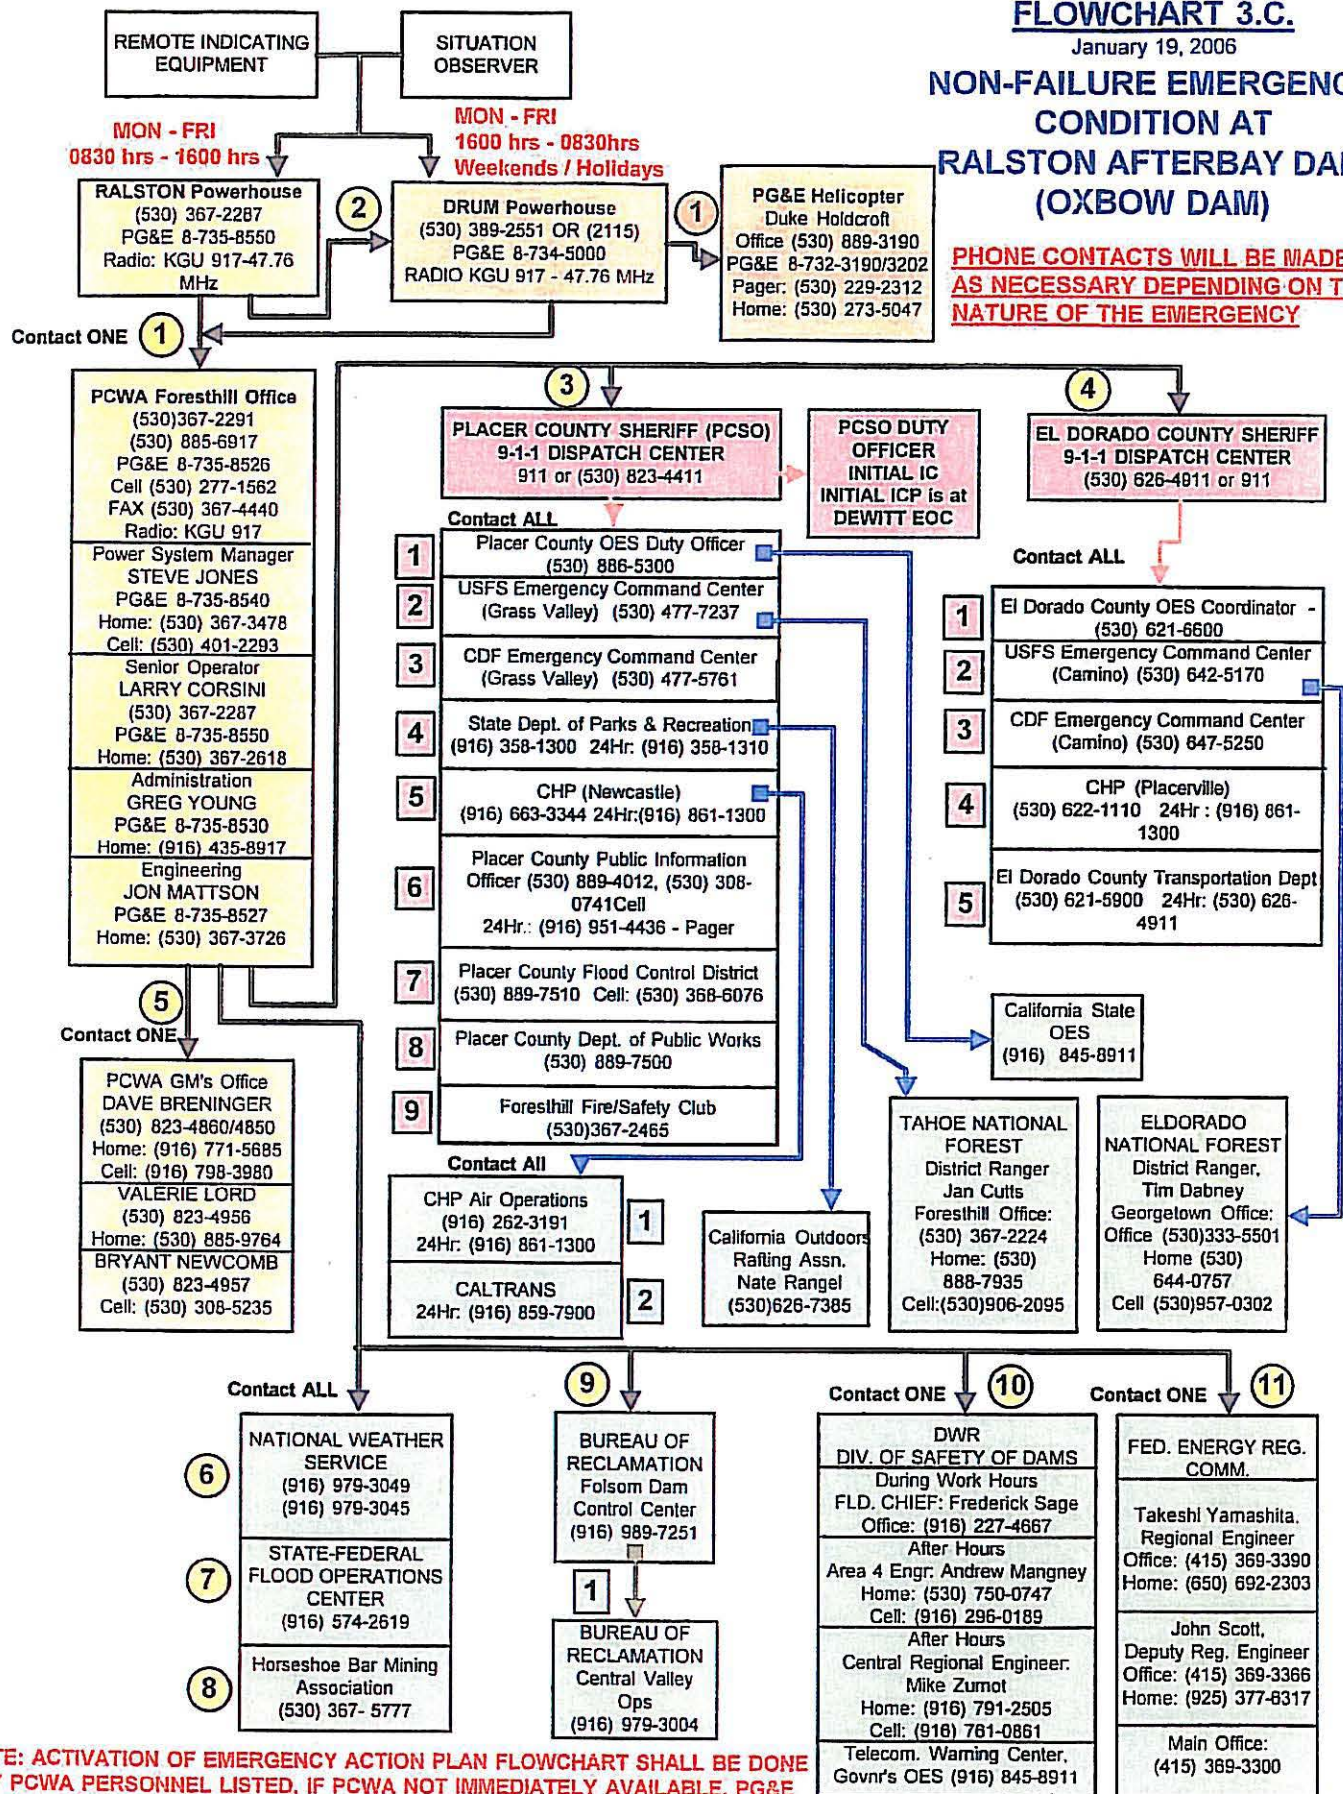 FLOWCHART 3.C.
January 19, 2006
NON-FAILURE EMERGENC
CONDITION AT
RALSTON AFTERBAY DA
(OXBOW DAM)
PHONE CONTACTS WILL BE MADE
AS NECESSARY DEPENDING ON T
NATURE OF THE EMERGENCY
REMOTE INDICATING
EQUIPMENT
SITUATION
OBSERVER
MON - FRI
0830 hrs - 1600 hrs
MON - FRI
1600 hrs - 0830hrs
Weekends / Holidays
RALSTON Powerhouse
(530) 367-2287
PG&E 8-735-8550
Radio: KGU 917-47.76
MHz
2
DRUM Powerhouse
(530) 389-2551 OR (2115)
PG&E 8-734-5000
RADIO KGU 917 - 47.76 MHz
1
PG&E Helicopter
Duke Holdcroft
Office (530) 889-3190
PG&E 8-732-3190/3202
Pager: (530) 229-2312
Home: (530) 273-5047
Contact ONE
1
PCWA Foresthill Office
(530)367-2291
(530) 885-6917
PG&E 8-735-8526
Cell (530) 277-1562
FAX (530) 367-4440
Radio: KGU 917
Power System Manager
STEVE JONES
PG&E 8-735-8540
Home: (530) 367-3478
Cell: (530) 401-2293
Senior Operator
LARRY CORSINI
(530) 367-2287
PG&E 8-735-8550
Home: (530) 367-2618
Administration
GREG YOUNG
PG&E 8-735-8530
Home: (916) 435-8917
Engineering
JON MATTSON
PG&E 8-735-8527
Home: (530) 367-3726
3
PLACER COUNTY SHERIFF (PCSO)
9-1-1 DISPATCH CENTER
911 or (530) 823-4411
PCSO DUTY
OFFICER
INITIAL IC
INITIAL ICP is at
DEWITT EOC
4
EL DORADO COUNTY SHERIFF
9-1-1 DISPATCH CENTER
(530) 626-4911 or 911
Contact ALL
1
Placer County OES Duty Officer
(530) 886-5300
2
USFS Emergency Command Center
(Grass Valley) (530) 477-7237
3
CDF Emergency Command Center
(Grass Valley) (530) 477-5761
4
State Dept. of Parks & Recreation
(916) 358-1300 24Hr: (916) 358-1310
5
CHP (Newcastle)
(916) 663-3344 24Hr:(916) 861-1300
6
Placer County Public Information
Officer (530) 889-4012, (530) 308-
0741Cell
24Hr.: (916) 951-4436 - Pager
7
Placer County Flood Control District
(530) 889-7510 Cell: (530) 368-6076
8
Placer County Dept. of Public Works
(530) 889-7500
9
Foresthill Fire/Safety Club
(530)367-2465
Contact ALL
1
El Dorado County OES Coordinator -
(530) 621-6600
2
USFS Emergency Command Center
(Camino) (530) 642-5170
3
CDF Emergency Command Center
(Camino) (530) 647-5250
4
CHP (Placerville)
(530) 622-1110 24Hr : (916) 861-
1300
5
El Dorado County Transportation Dept
(530) 621-5900 24Hr: (530) 626-
4911
5
Contact ONE
PCWA GM's Office
DAVE BRENINGER
(530) 823-4860/4850
Home: (916) 771-5685
Cell: (916) 798-3980
VALERIE LORD
(530) 823-4956
Home: (530) 885-9764
BRYANT NEWCOMB
(530) 823-4957
Cell: (530) 308-5235
Contact All
CHP Air Operations
(916) 262-3191
24Hr: (916) 861-1300
1
CALTRANS
24Hr: (916) 859-7900
2
California Outdoors
Rafting Assn.
Nate Rangel
(530)626-7385
California State
OES
(916) 845-8911
TAHOE NATIONAL
FOREST
District Ranger
Jan Cutts
Foresthill Office:
(530) 367-2224
Home: (530)
888-7935
Cell:(530)906-2095
ELDORADO
NATIONAL FOREST
District Ranger,
Tim Dabney
Georgetown Office:
Office (530)333-5501
Home (530)
644-0757
Cell (530)957-0302
Contact ALL
6
NATIONAL WEATHER
SERVICE
(916) 979-3049
(916) 979-3045
7
STATE-FEDERAL
FLOOD OPERATIONS
CENTER
(916) 574-2619
8
Horseshoe Bar Mining
Association
(530) 367- 5777
9
BUREAU OF
RECLAMATION
Folsom Dam
Control Center
(916) 989-7251
1
BUREAU OF
RECLAMATION
Central Valley
Ops
(916) 979-3004
Contact ONE
10
DWR
DIV. OF SAFETY OF DAMS
During Work Hours
FLD. CHIEF: Frederick Sage
Office: (916) 227-4667
After Hours
Area 4 Engr: Andrew Mangney
Home: (530) 750-0747
Cell: (916) 296-0189
After Hours
Central Regional Engineer:
Mike Zumot
Home: (916) 791-2505
Cell: (916) 761-0861
Telecom. Warning Center,
Govnr's OES (916) 845-8911
Contact ONE
11
FED. ENERGY REG.
COMM.
Takeshi Yamashita,
Regional Engineer
Office: (415) 369-3390
Home: (650) 692-2303
John Scott,
Deputy Reg. Engineer
Office: (415) 369-3366
Home: (925) 377-8317
Main Office:
(415) 369-3300
TE: ACTIVATION OF EMERGENCY ACTION PLAN FLOWCHART SHALL BE DONE
Y PCWA PERSONNEL LISTED. IF PCWA NOT IMMEDIATELY AVAILABLE, PG&E